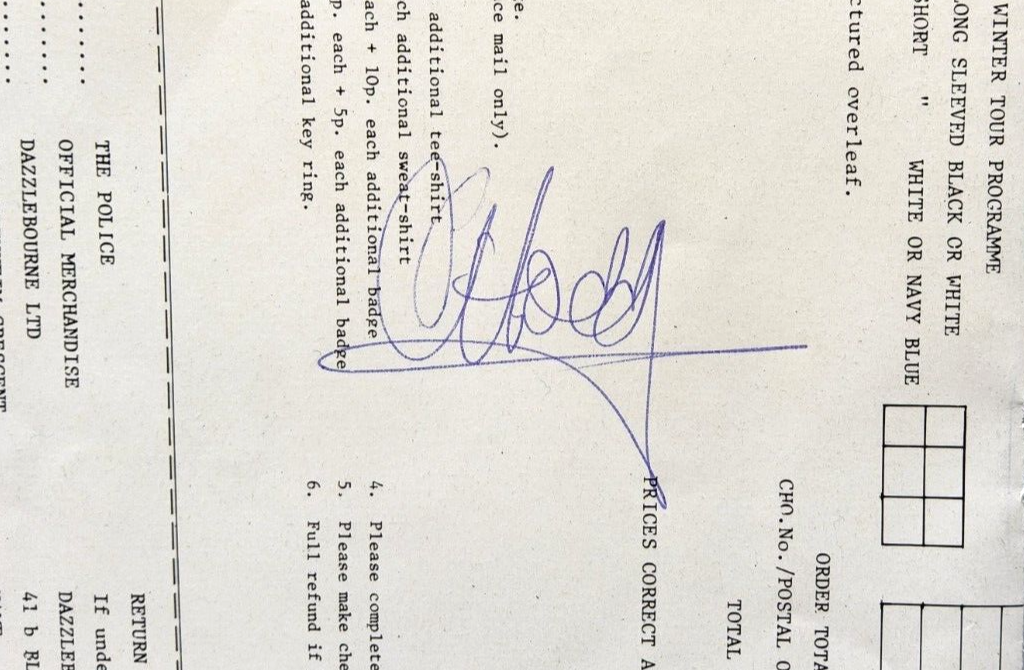 WINTER TOUR PROGRAMME
LONG SLEEVED BLACK OR WHITE
SHORT " WHITE OR NAVY BLUE
ctured overleaf.
ORDER TOTA
CHQ.No./POSTAL O
TOTAL
PRICES CORRECT A
e.
ce mail only).
additional tee-shirt
ch additional sweat-shirt
ach + 10p. each additional badge
p. each + 5p. each additional badge
additional key ring.
4. Please complete
5. Please make che
6. Full refund if
RETURN
THE POLICE
If unde
OFFICIAL MERCHANDISE
DAZZLEB
DAZZLEBOURNE LTD
41 b BL
CRESCENT